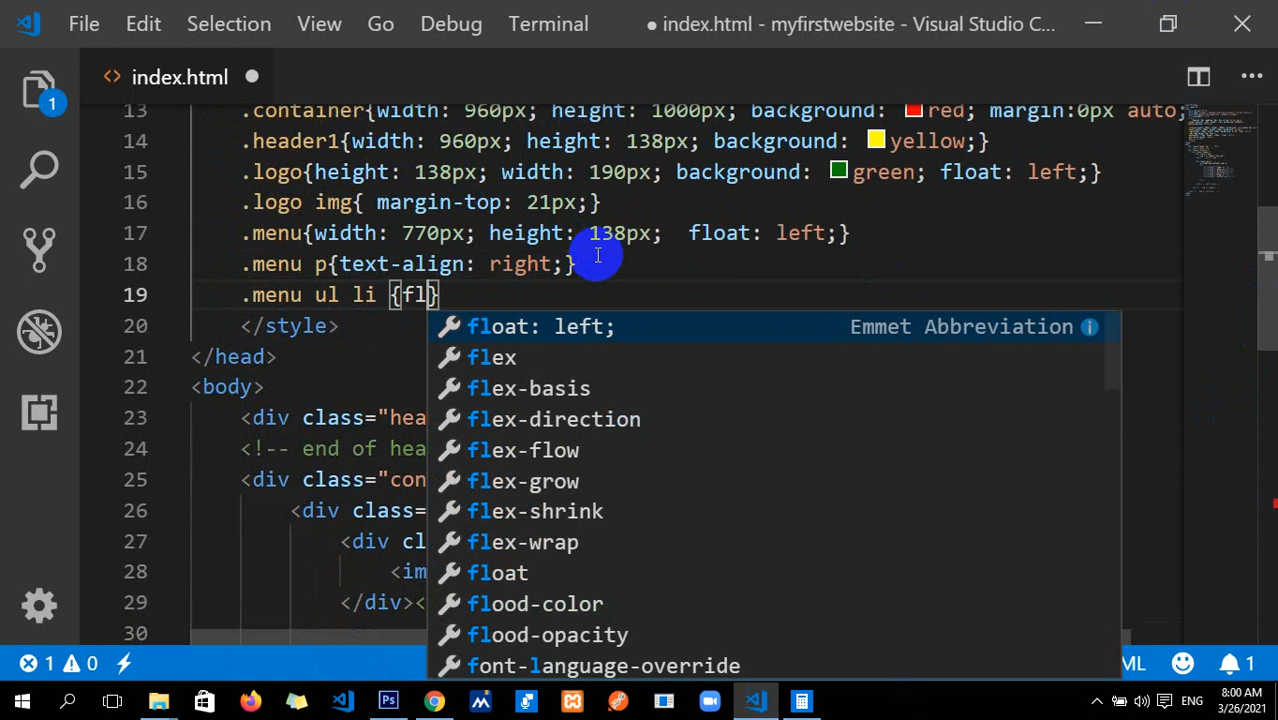 File Edit Selection View Go Debug Terminal ● index.html - myfirstwebsite - Visual Studio C...
<> index.html
1
13 .container{width: 960px; height: 1000px; background: red; margin:0px auto;
14 .header1{width: 960px; height: 138px; background: yellow;}
15 .logo{height: 138px; width: 190px; background: green; float: left;}
16 .logo img{ margin-top: 21px;}
17 .menu{width: 770px; height: 138px; float: left;}
18 .menu p{text-align: right;}
19 .menu ul li {fl}
20 </style>
float: left; Emmet Abbreviation
21 </head>
flex
22 <body>
flex-basis
23 <div class="hea
flex-direction
24 <!-- end of hea
flex-flow
25 <div class="con
flex-grow
26 <div class=
flex-shrink
27 <div cl
flex-wrap
28 <im
float
29 </div><
flood-color
30
flood-opacity
font-language-override
1 0 ML 1
ENG 8:00 AM
3/26/2021